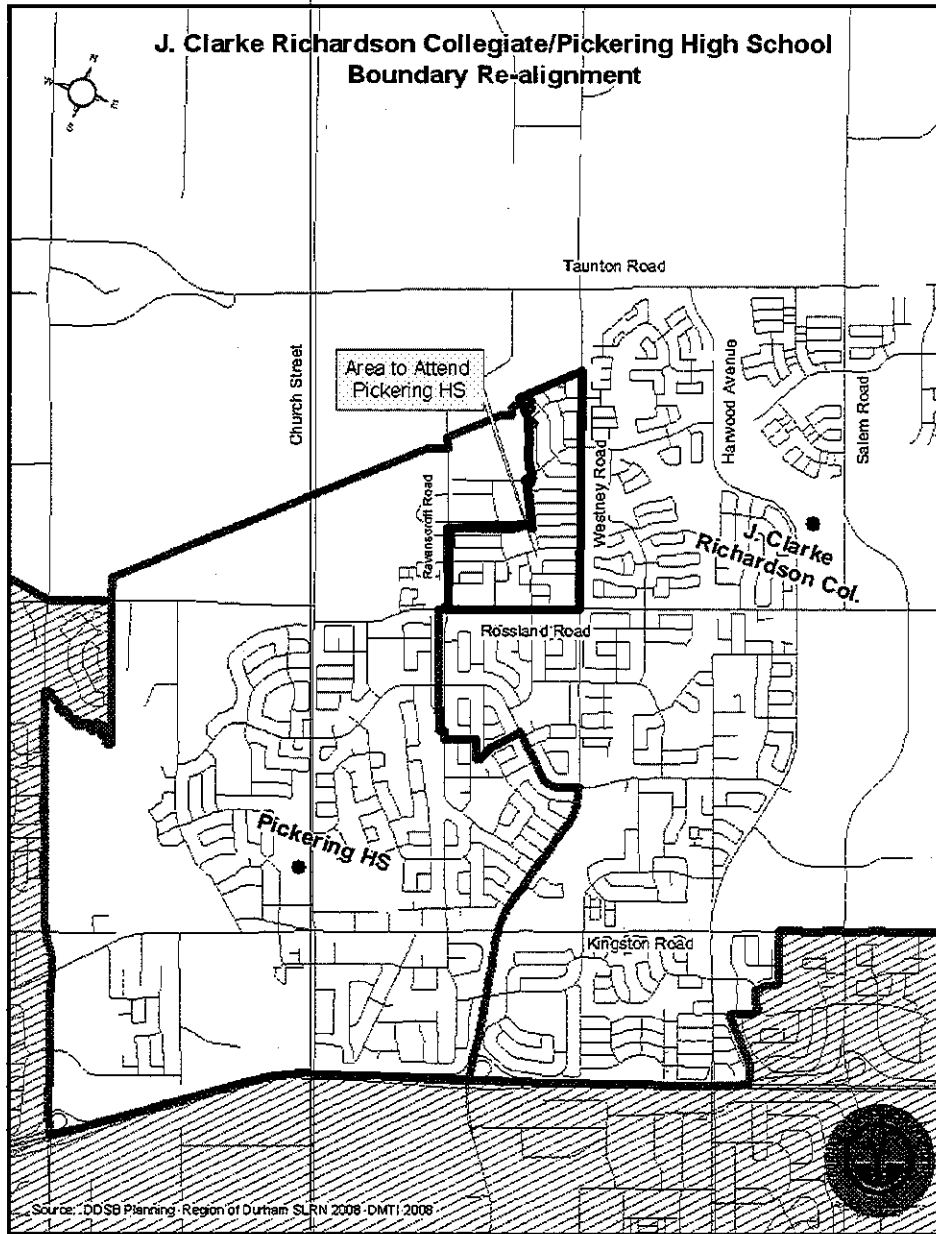 J. Clarke Richardson Collegiate/Pickering High School
Boundary Re-alignment
N
W
E
S
Taunton Road
Area to Attend
Pickering HS
Church Street
Harwood Avenue
Salem Road
Westney Road
Ravenscroft Road
J. Clarke
Richardson Col.
Rossland Road
Pickering HS
Kingston Road
Source: DDSB Planning Region of Durham SLRN 2008 DMTI 2008